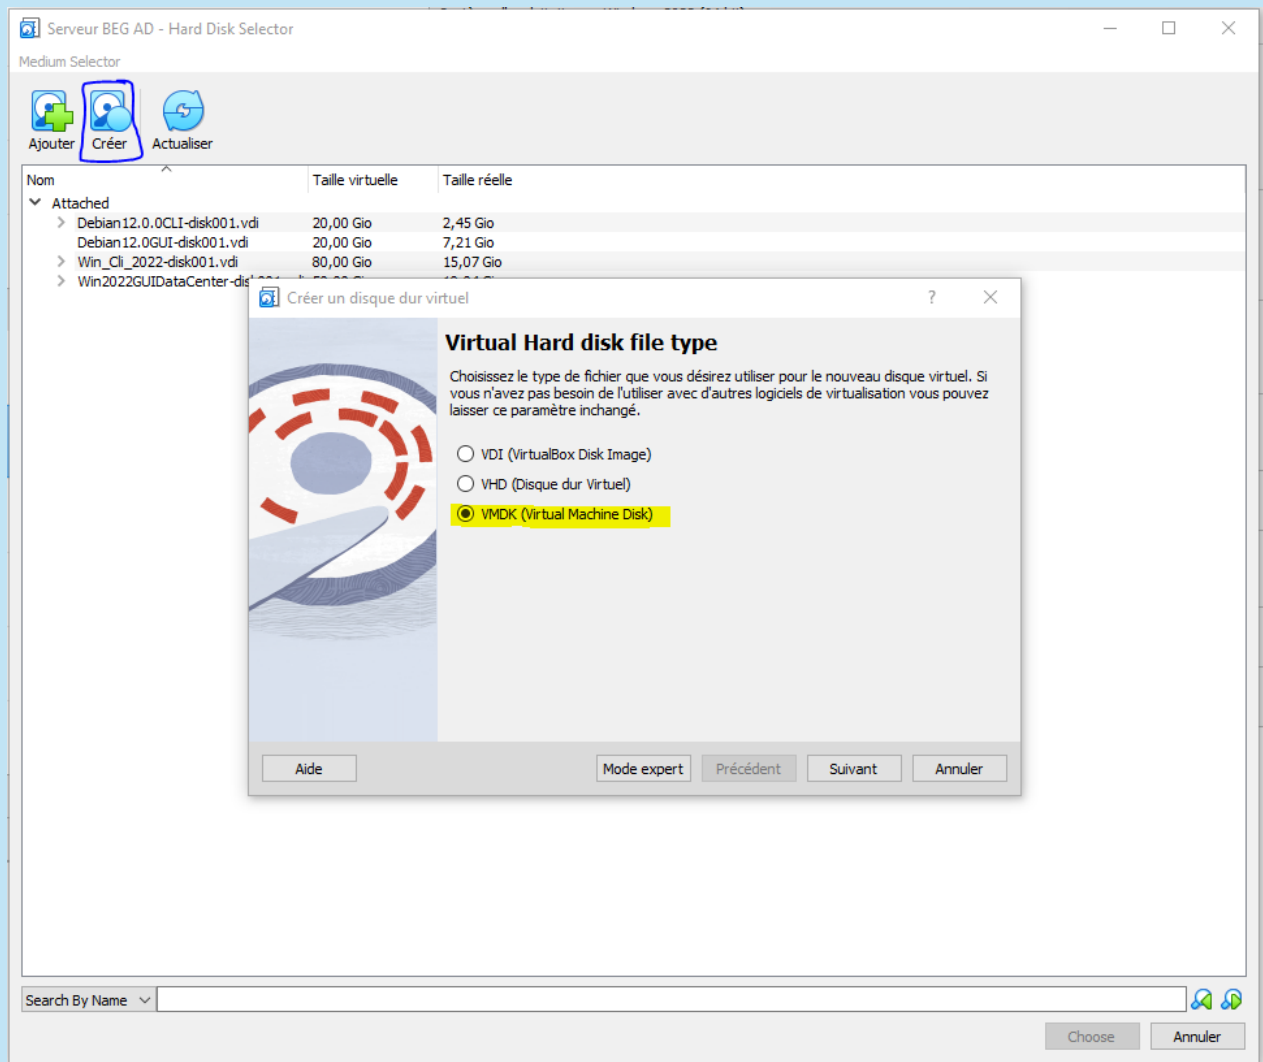 Serveur BEG AD - Hard Disk Selector
Medium Selector
Ajouter Créer Actualiser
Nom Taille virtuelle Taille réelle
Attached
Debian12.0.0CLI-disk001.vdi 20,00 Gio 2,45 Gio
Debian12.0GUI-disk001.vdi 20,00 Gio 7,21 Gio
Win_Cli_2022-disk001.vdi 80,00 Gio 15,07 Gio
Win2022GUIDataCenter-dis
Créer un disque dur virtuel ?
Virtual Hard disk file type
Choisissez le type de fichier que vous désirez utiliser pour le nouveau disque virtuel. Si
vous n'avez pas besoin de l'utiliser avec d'autres logiciels de virtualisation vous pouvez
laisser ce paramètre inchangé.
VDI (VirtualBox Disk Image)
VHD (Disque dur Virtuel)
VMDK (Virtual Machine Disk)
Aide Mode expert Précédent Suivant Annuler
Search By Name
Choose Annuler